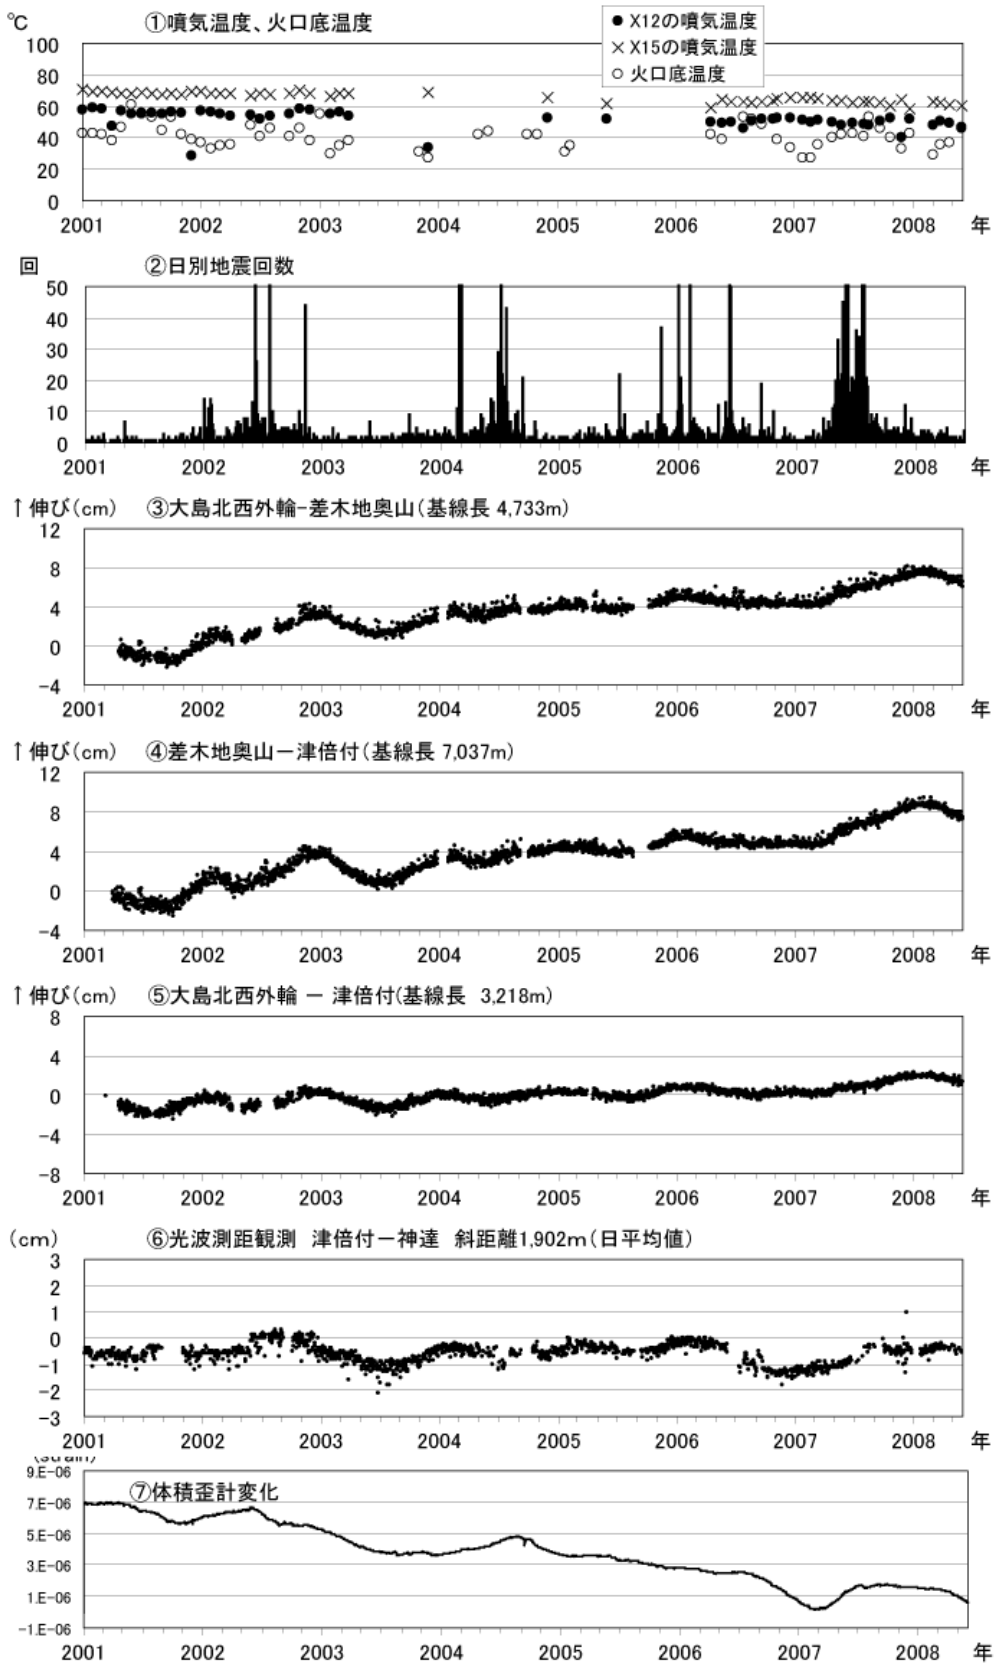 ℃ ①噴気温度、火口底温度
● X12の噴気温度
× X15の噴気温度
○ 火口底温度
100
80
60
40
20
0
2001 2002 2003 2004 2005 2006 2007 2008 年
回 ②日別地震回数
50
40
30
20
10
0
2001 2002 2003 2004 2005 2006 2007 2008 年
↑伸び(cm) ③大島北西外輪-差木地奥山(基線長 4,733m)
12
8
4
0
-4
2001 2002 2003 2004 2005 2006 2007 2008 年
↑伸び(cm) ④差木地奥山－津倍付(基線長 7,037m)
12
8
4
0
-4
2001 2002 2003 2004 2005 2006 2007 2008 年
↑伸び(cm) ⑤大島北西外輪 － 津倍付(基線長 3,218m)
8
4
0
-4
-8
2001 2002 2003 2004 2005 2006 2007 2008 年
(cm) ⑥光波測距観測 津倍付－神達 斜距離1,902m(日平均値)
3
2
1
0
-1
-2
-3
2001 2002 2003 2004 2005 2006 2007 2008 年
(strain)
⑦体積歪計変化
9.E-06
7.E-06
5.E-06
3.E-06
1.E-06
-1.E-06
2001 2002 2003 2004 2005 2006 2007 2008 年